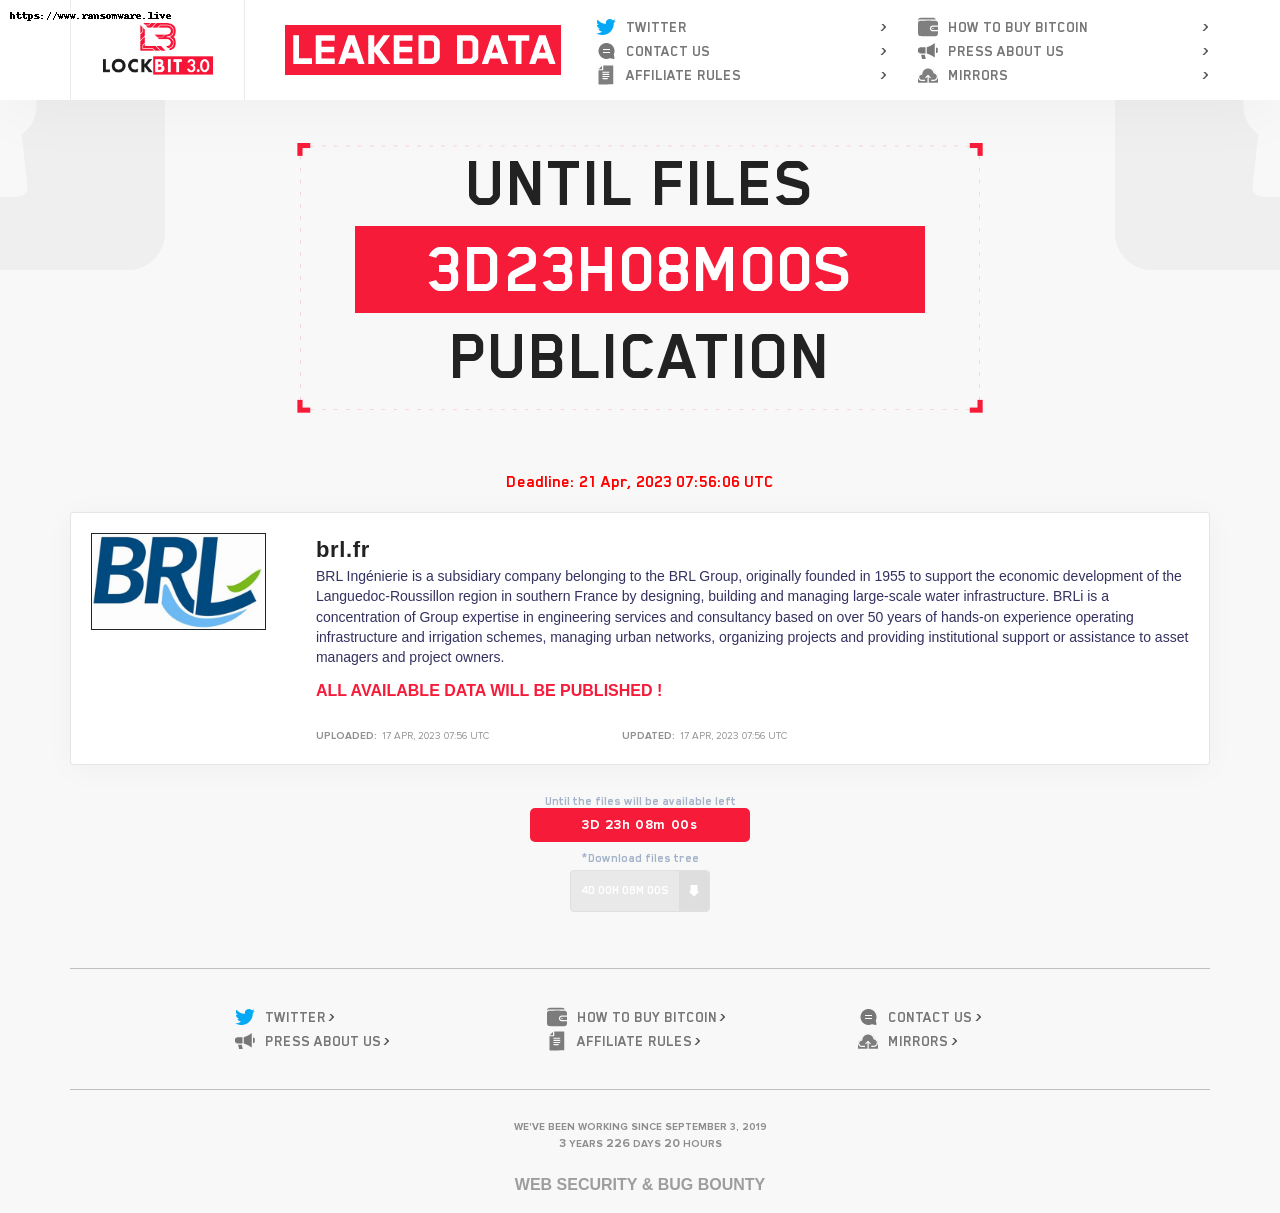 https://www.ransomware.live
LOCKBIT 3.0
LEAKED DATA
TWITTER >
CONTACT US >
AFFILIATE RULES >
HOW TO BUY BITCOIN >
PRESS ABOUT US >
MIRRORS >
UNTIL FILES
3D23H08M00S
PUBLICATION
Deadline: 21 Apr, 2023 07:56:06 UTC
BRL
brl.fr
BRL Ingénierie is a subsidiary company belonging to the BRL Group, originally founded in 1955 to support the economic development of the
Languedoc-Roussillon region in southern France by designing, building and managing large-scale water infrastructure. BRLi is a
concentration of Group expertise in engineering services and consultancy based on over 50 years of hands-on experience operating
infrastructure and irrigation schemes, managing urban networks, organizing projects and providing institutional support or assistance to asset
managers and project owners.
ALL AVAILABLE DATA WILL BE PUBLISHED !
UPLOADED: 17 APR, 2023 07:56 UTC UPDATED: 17 APR, 2023 07:56 UTC
Until the files will be available left
3D 23h 08m 00s
*Download files tree
4D 00H 08M 00S
TWITTER > HOW TO BUY BITCOIN > CONTACT US >
PRESS ABOUT US > AFFILIATE RULES > MIRRORS >
WE'VE BEEN WORKING SINCE SEPTEMBER 3, 2019
3 YEARS 226 DAYS 20 HOURS
WEB SECURITY & BUG BOUNTY